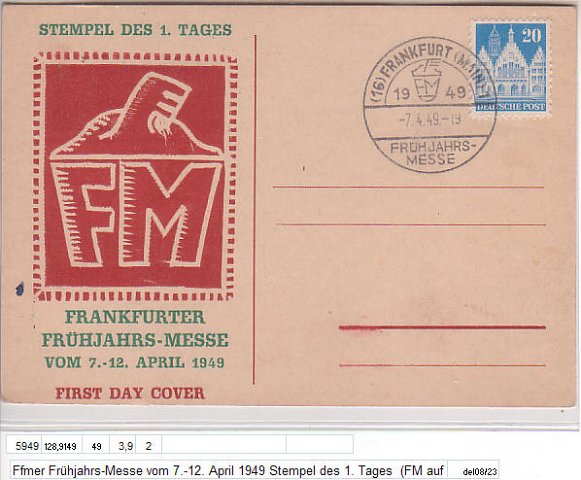 STEMPEL DES 1. TAGES
FM
FRANKFURTER
FRÜHJAHRS-MESSE
VOM 7.-12. APRIL 1949
FIRST DAY COVER
(16) FRANKFURT (MAIN) 1
FM
19 49
-7.4.49.-19
FRÜHJAHRS-
MESSE
20
DEUTSCHE POST
5949 128,9149 49 3,9 2
Ffmer Frühjahrs-Messe vom 7.-12. April 1949 Stempel des 1. Tages (FM auf del08/23